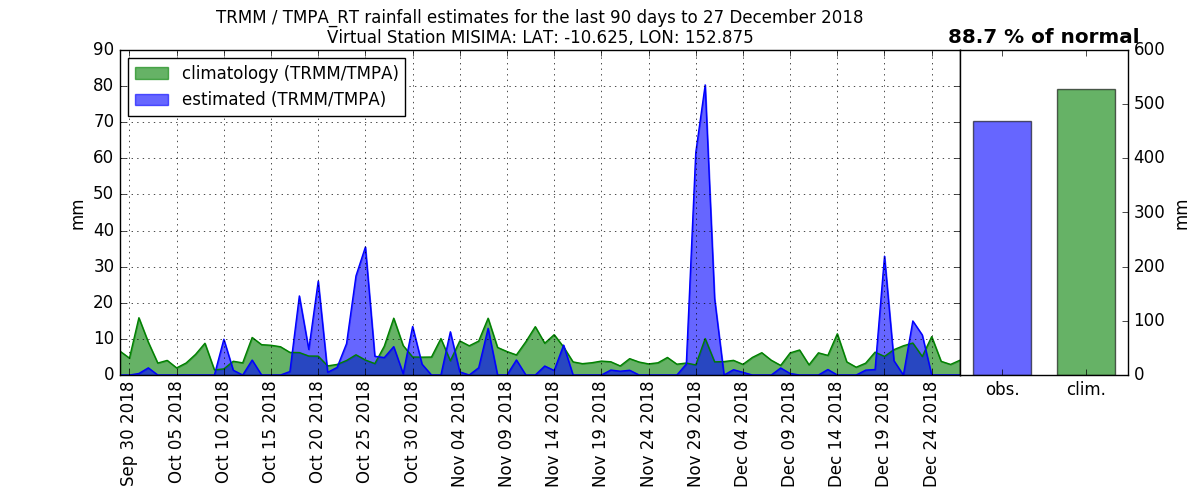 TRMM / TMPA_RT rainfall estimates for the last 90 days to 27 December 2018
Virtual Station MISIMA: LAT: -10.625, LON: 152.875
88.7 % of normal
climatology (TRMM/TMPA)
estimated (TRMM/TMPA)
90
80
70
60
50
40
30
20
10
0
mm
Sep 30 2018
Oct 05 2018
Oct 10 2018
Oct 15 2018
Oct 20 2018
Oct 25 2018
Oct 30 2018
Nov 04 2018
Nov 09 2018
Nov 14 2018
Nov 19 2018
Nov 24 2018
Nov 29 2018
Dec 04 2018
Dec 09 2018
Dec 14 2018
Dec 19 2018
Dec 24 2018
obs.
clim.
600
500
400
300
200
100
0
mm